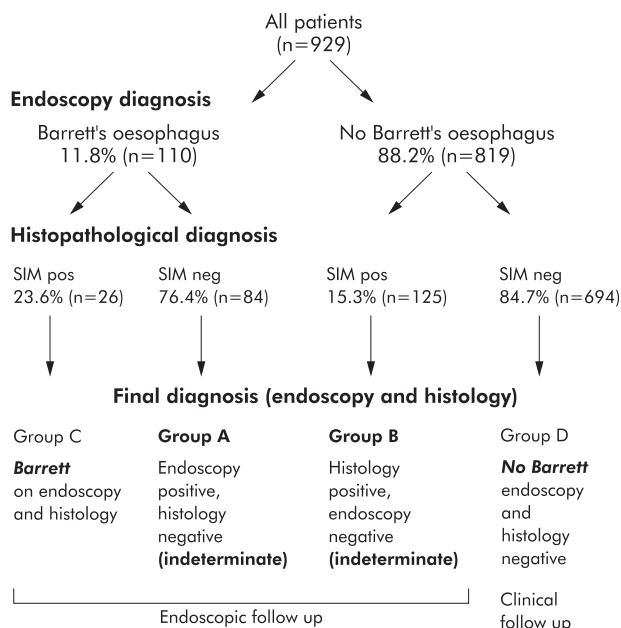 All patients
(n=929)
Endoscopy diagnosis
Barrett's oesophagus
11.8% (n=110)
No Barrett's oesophagus
88.2% (n=819)
Histopathological diagnosis
SIM pos
23.6% (n=26)
SIM neg
76.4% (n=84)
SIM pos
15.3% (n=125)
SIM neg
84.7% (n=694)
Final diagnosis (endoscopy and histology)
Group C
Barrett
on endoscopy
and histology
Group A
Endoscopy
positive,
histology
negative
(indeterminate)
Group B
Histology
positive,
endoscopy
negative
(indeterminate)
Group D
No Barrett
endoscopy
and
histology
negative
Endoscopic follow up
Clinical
follow up